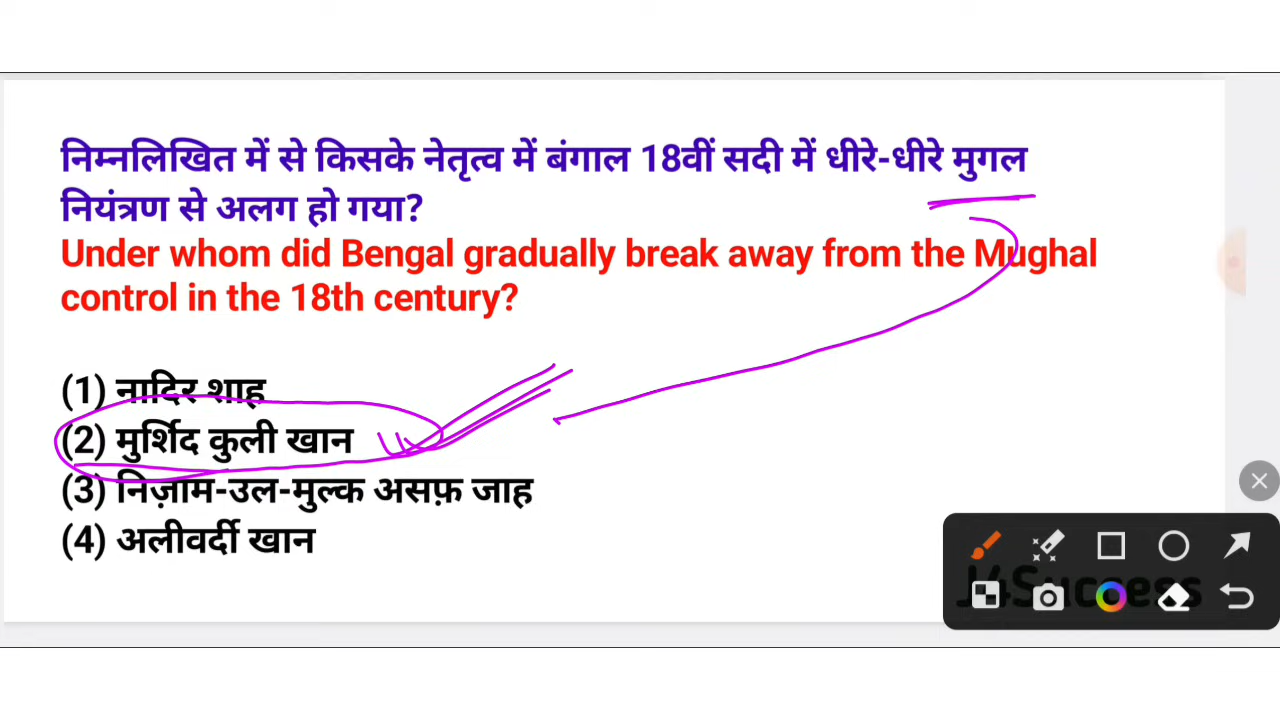 निम्नलिखित में से किसके नेतृत्व में बंगाल 18वीं सदी में धीरे-धीरे मुगल
नियंत्रण से अलग हो गया?
Under whom did Bengal gradually break away from the Mughal
control in the 18th century?
(1) नादिर शाह
(2) मुर्शिद कुली खान
(3) निज़ाम-उल-मुल्क असफ़ जाह
(4) अलीवर्दी खान
J4Success